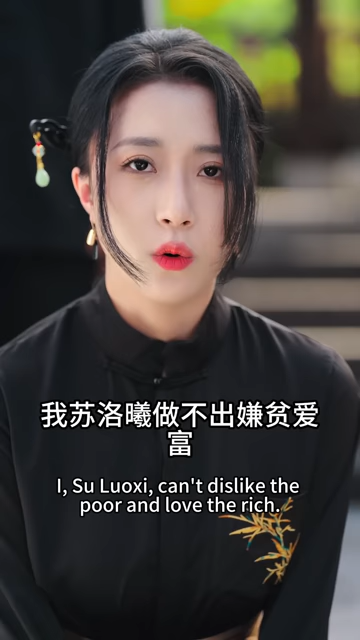 我苏洛曦做不出嫌贫爱
富
I, Su Luoxi, can't dislike the
poor and love the rich.